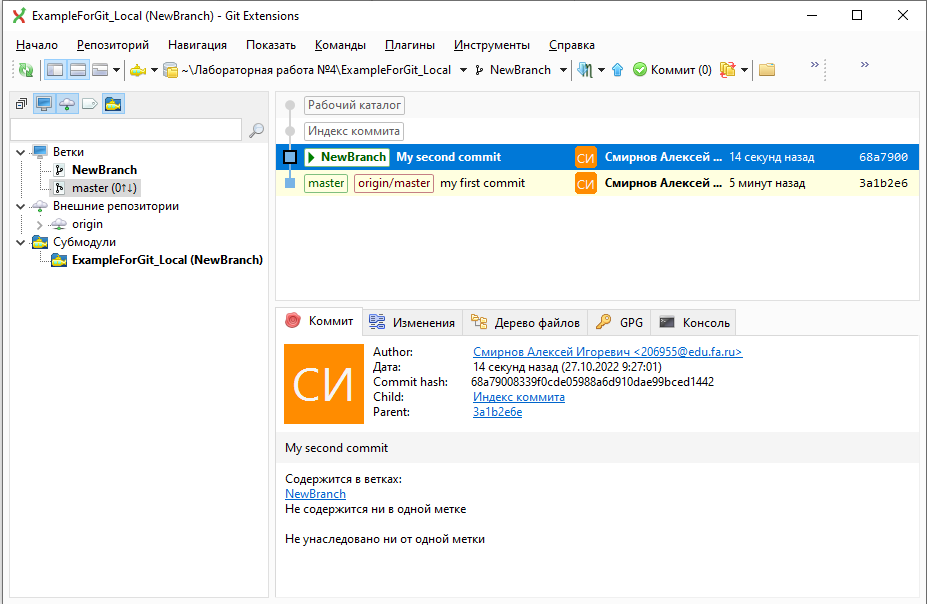 ExampleForGit_Local (NewBranch) - Git Extensions
Начало Репозиторий Навигация Показать Команды Плагины Инструменты Справка
~\Лабораторная работа №4\ExampleForGit_Local NewBranch Коммит (0) »  »
Рабочий каталог
Индекс коммита
NewBranch My second commit СИ Смирнов Алексей ... 14 секунд назад 68a7900
master origin/master my first commit СИ Смирнов Алексей ... 5 минут назад 3a1b2e6
Ветки
NewBranch
master (0↑↓)
Внешние репозитории
origin
Субмодули
ExampleForGit_Local (NewBranch)
Коммит Изменения Дерево файлов GPG Консоль
СИ
Author: Смирнов Алексей Игоревич <206955@edu.fa.ru>
Дата: 14 секунд назад (27.10.2022 9:27:01)
Commit hash: 68a79008339f0cde05988a6d910dae99bced1442
Child: Индекс коммита
Parent: 3a1b2e6e
My second commit
Содержится в ветках:
NewBranch
Не содержится ни в одной метке
Не унаследовано ни от одной метки